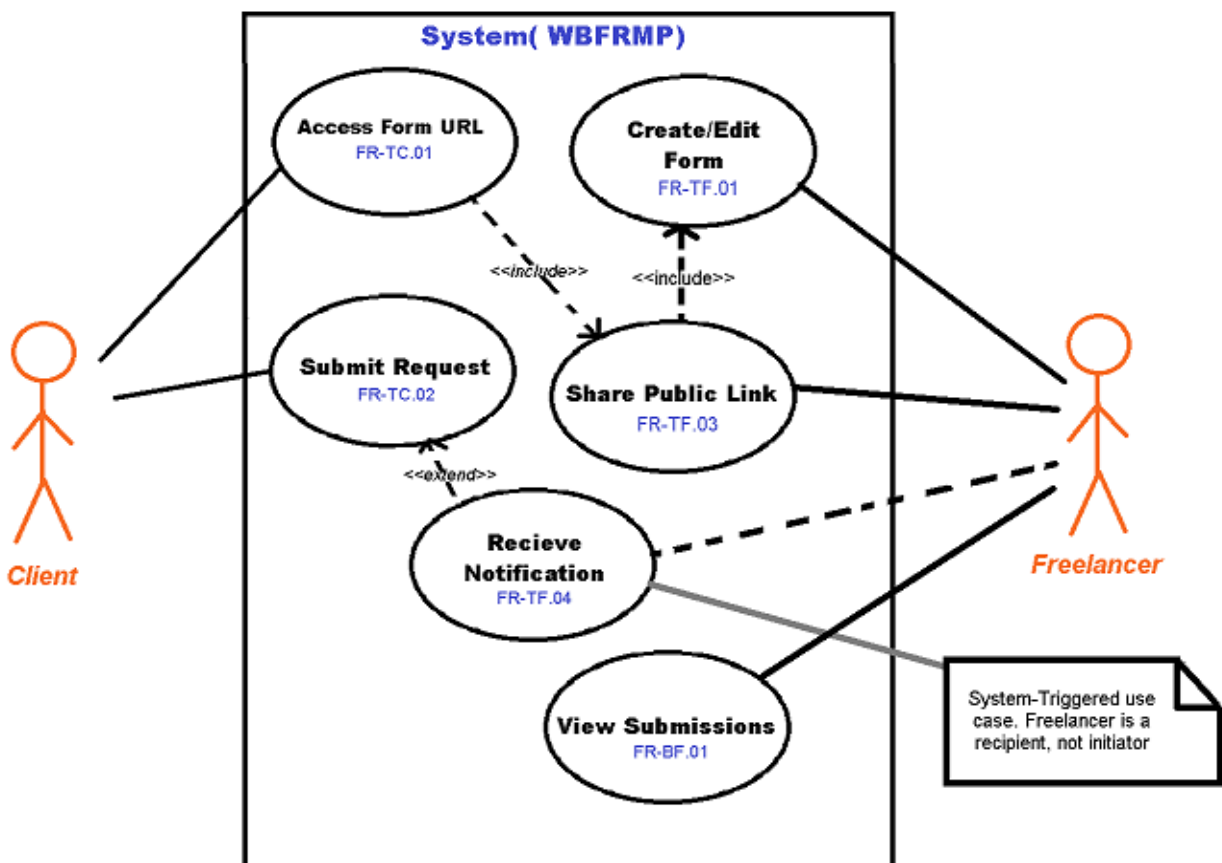 System( WBFRMP)
Access Form URL
FR-TC.01
Create/Edit
Form
FR-TF.01
<<include>>
<<include>>
Submit Request
FR-TC.02
Share Public Link
FR-TF.03
<<extend>>
Recieve
Notification
FR-TF.04
Client
Freelancer
View Submissions
FR-BF.01
System-Triggered use
case. Freelancer is a
recipient, not initiator